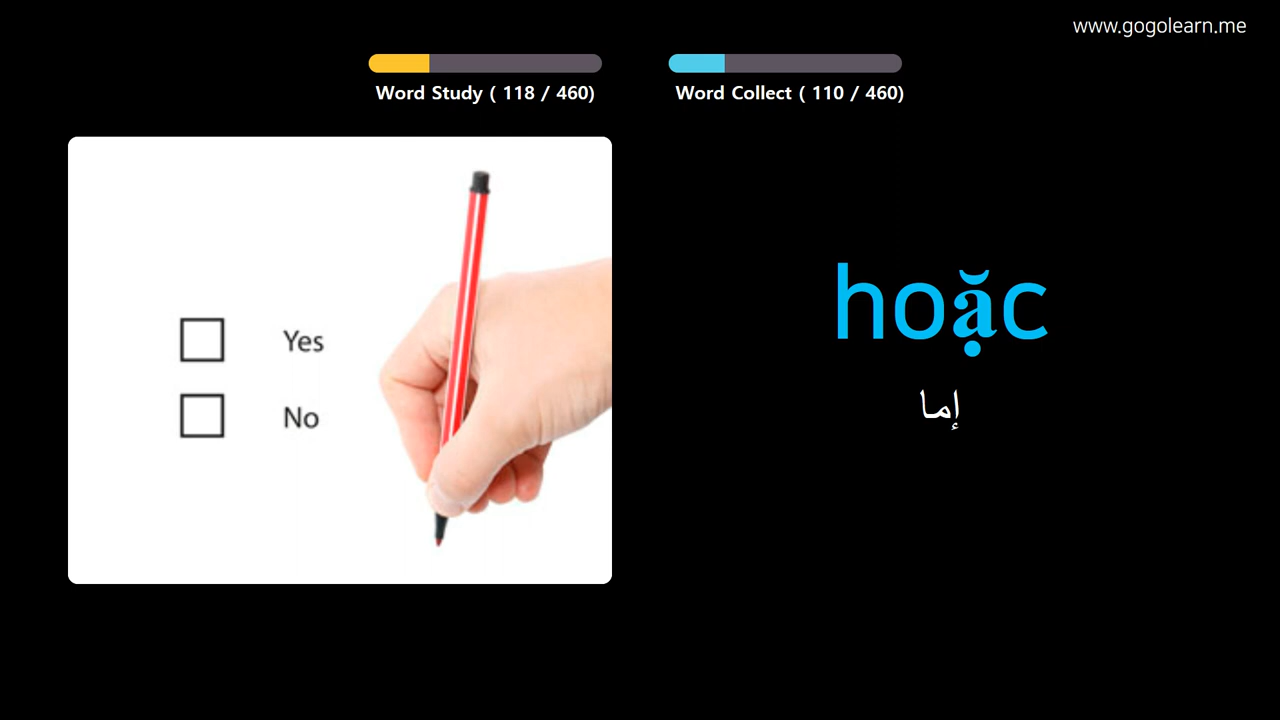 www.gogolearn.me
Word Study ( 118 / 460)
Word Collect ( 110 / 460)
Yes
No
hoặc
إما